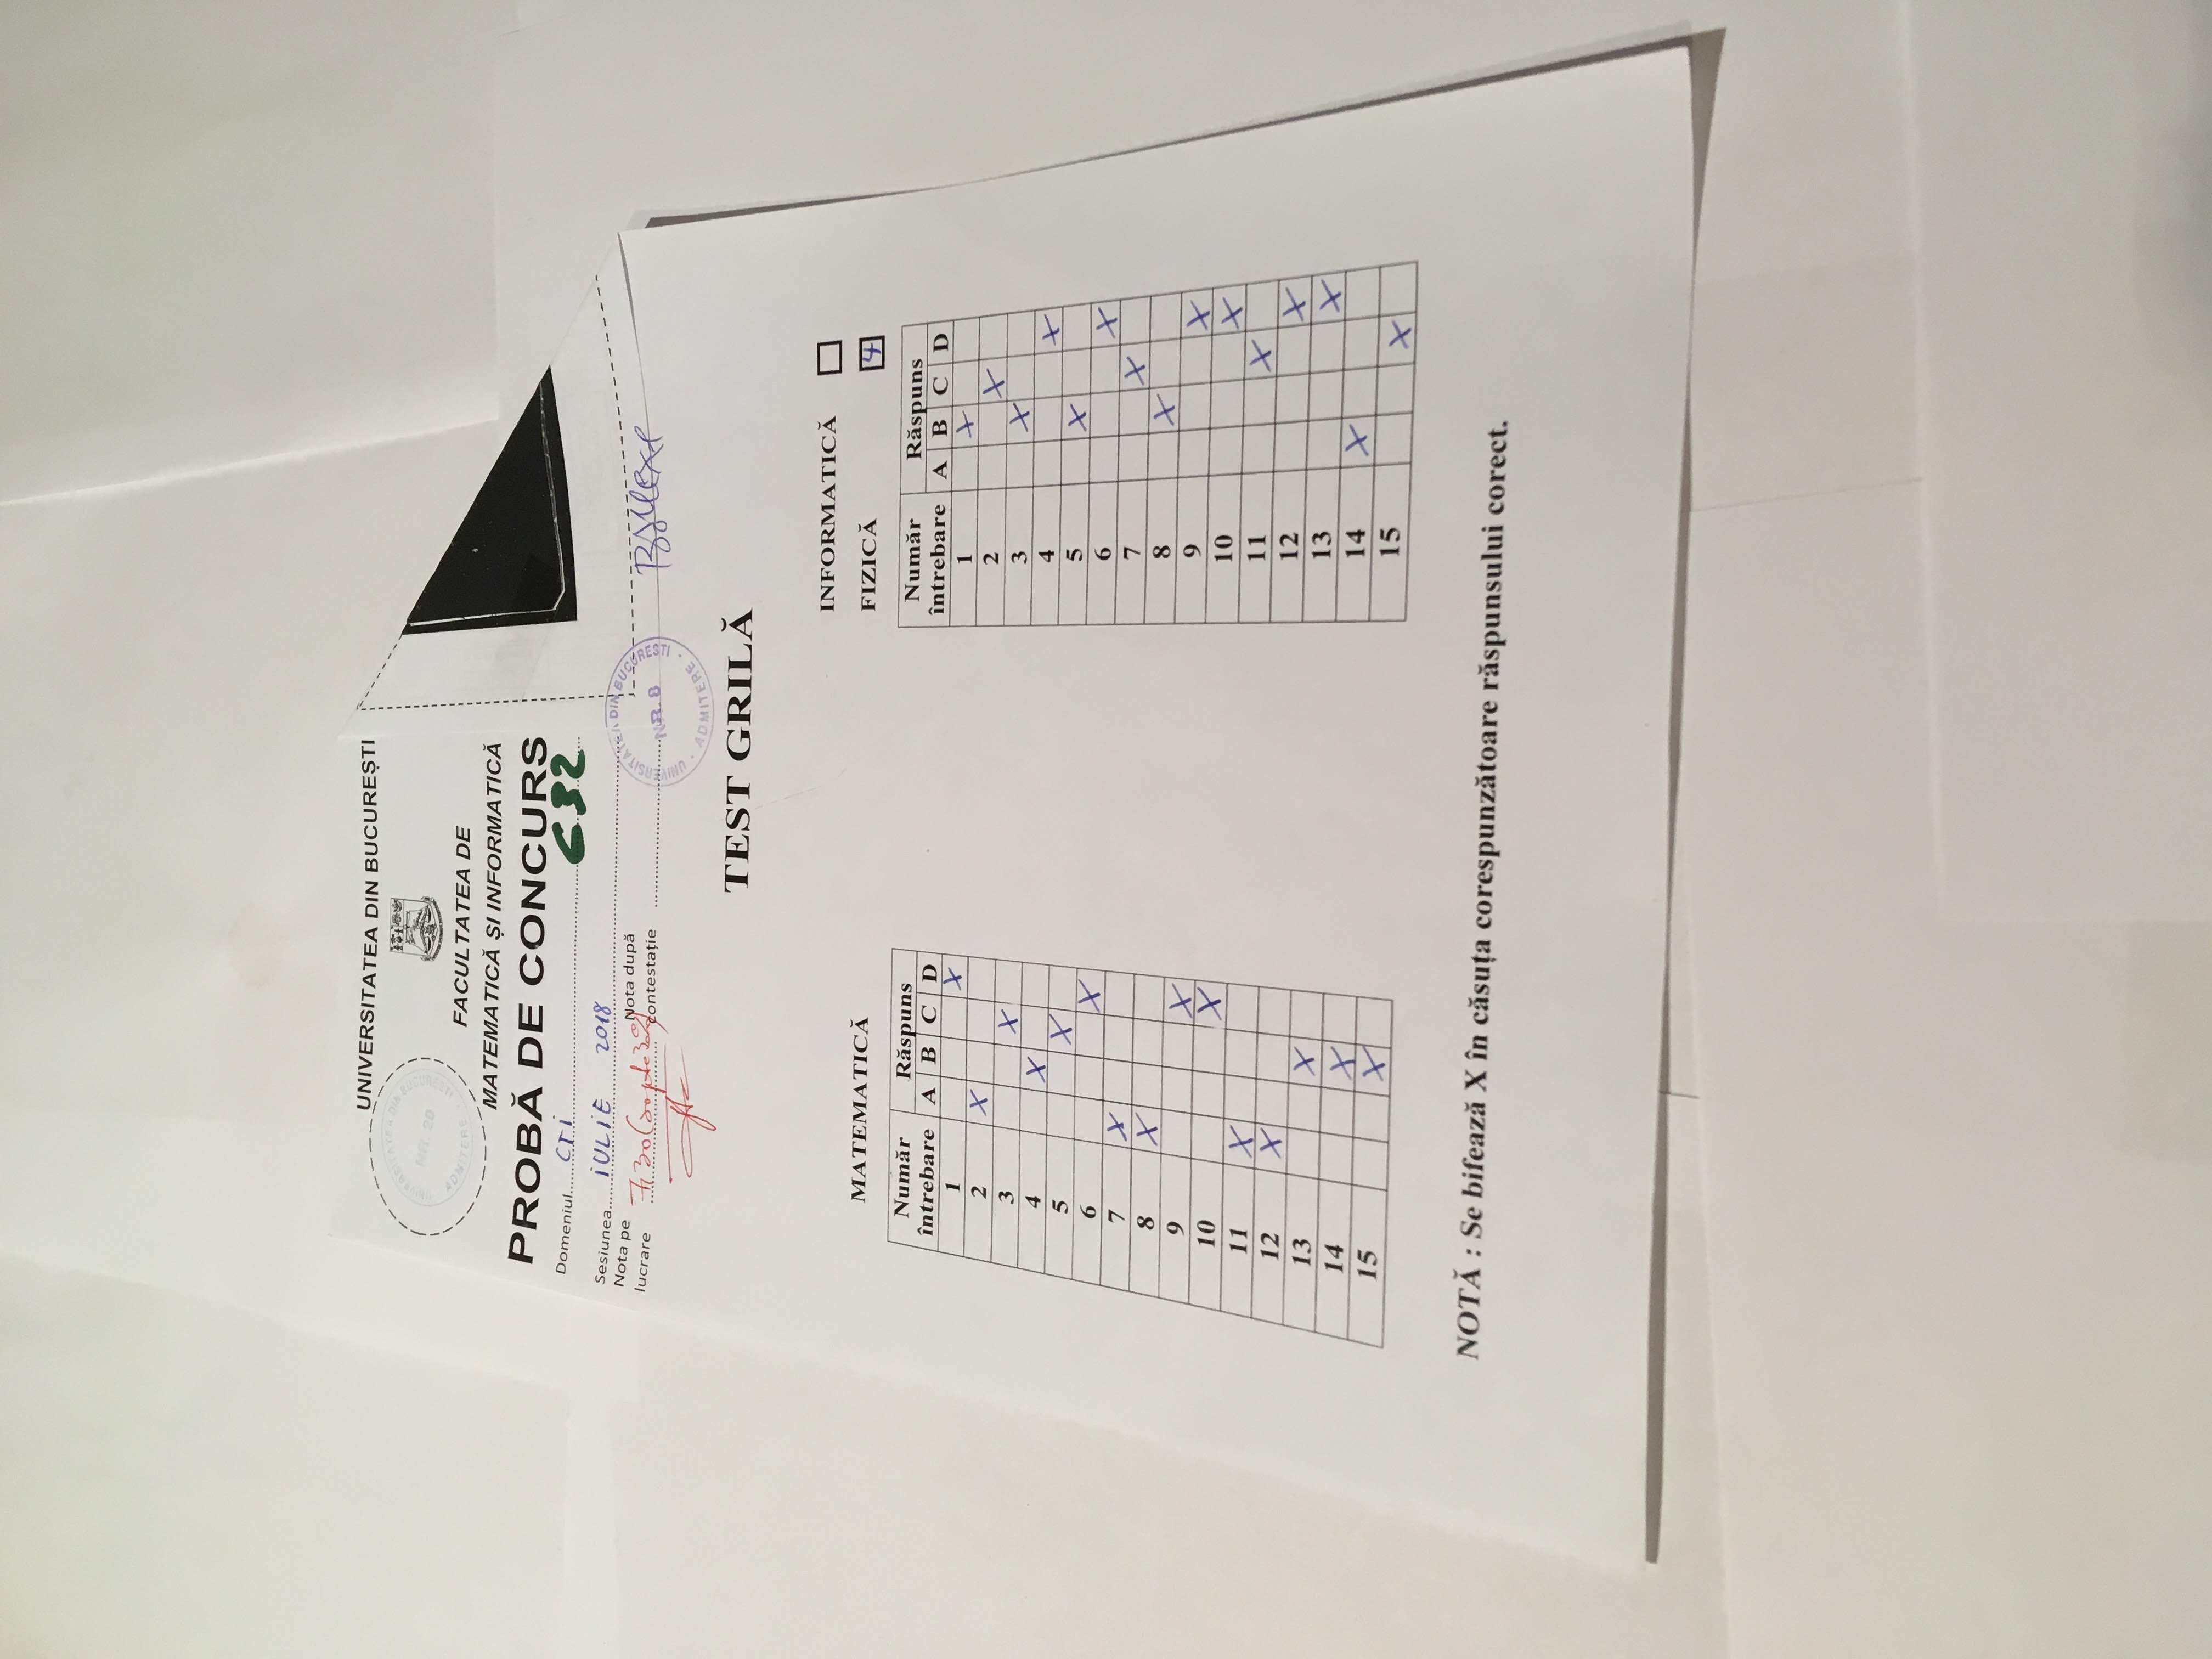 UNIVERSITATEA DIN BUCUREȘTI
UNIVERSITATEA DIN BUCUREȘTI
NR. 20
ADMITERE
FACULTATEA DE
MATEMATICĂ ȘI INFORMATICĂ
PROBĂ DE CONCURS
Domeniul CTI C32
Sesiunea IULIE 2018
Nota pe lucrare 7,30 (șapte 30%)
Nota după contestație
UNIVERSITATEA DIN BUCUREȘTI
NR. 8
ADMITERE
TEST GRILĂ
MATEMATICĂ
Număr întrebare Răspuns
A B C D
1 X
2 X
3 X
4 X
5 X
6 X
7 X
8 X
9 X
10 X
11 X
12 X
13 X
14 X
15 X
INFORMATICĂ
FIZICĂ 4
Număr întrebare Răspuns
A B C D
1 X
2 X
3 X
4 X
5 X
6 X
7 X
8 X
9 X
10 X
11 X
12 X
13 X
14 X
15 X
NOTĂ : Se bifează X în căsuța corespunzătoare răspunsului corect.